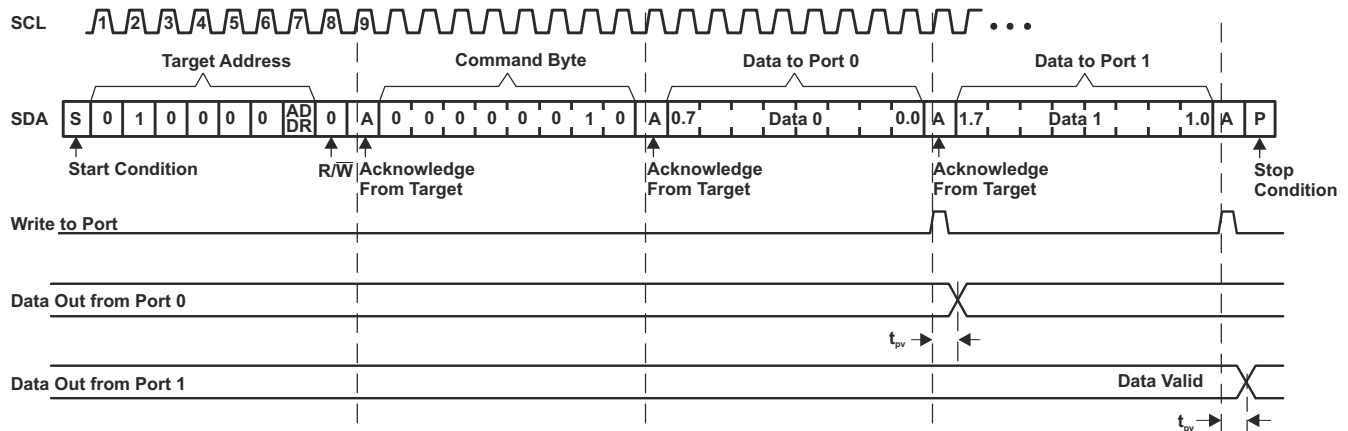 SCL 1 2 3 4 5 6 7 8 9
Target Address Command Byte Data to Port 0 Data to Port 1
SDA S 0 1 0 0 0 0 AD DR 0 A 0 0 0 0 0 0 1 0 A 0.7 Data 0 0.0 A 1.7 Data 1 1.0 A P
Start Condition R/W̅ Acknowledge From Target Acknowledge From Target Acknowledge From Target Stop Condition
Write to Port
Data Out from Port 0
tpv
Data Out from Port 1 Data Valid
tpv